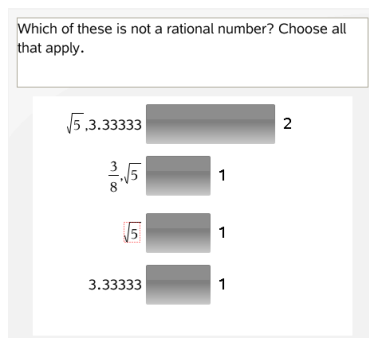 Which of these is not a rational number? Choose all
that apply.
√5,3.33333 2
3/8,√5 1
√5 1
3.33333 1